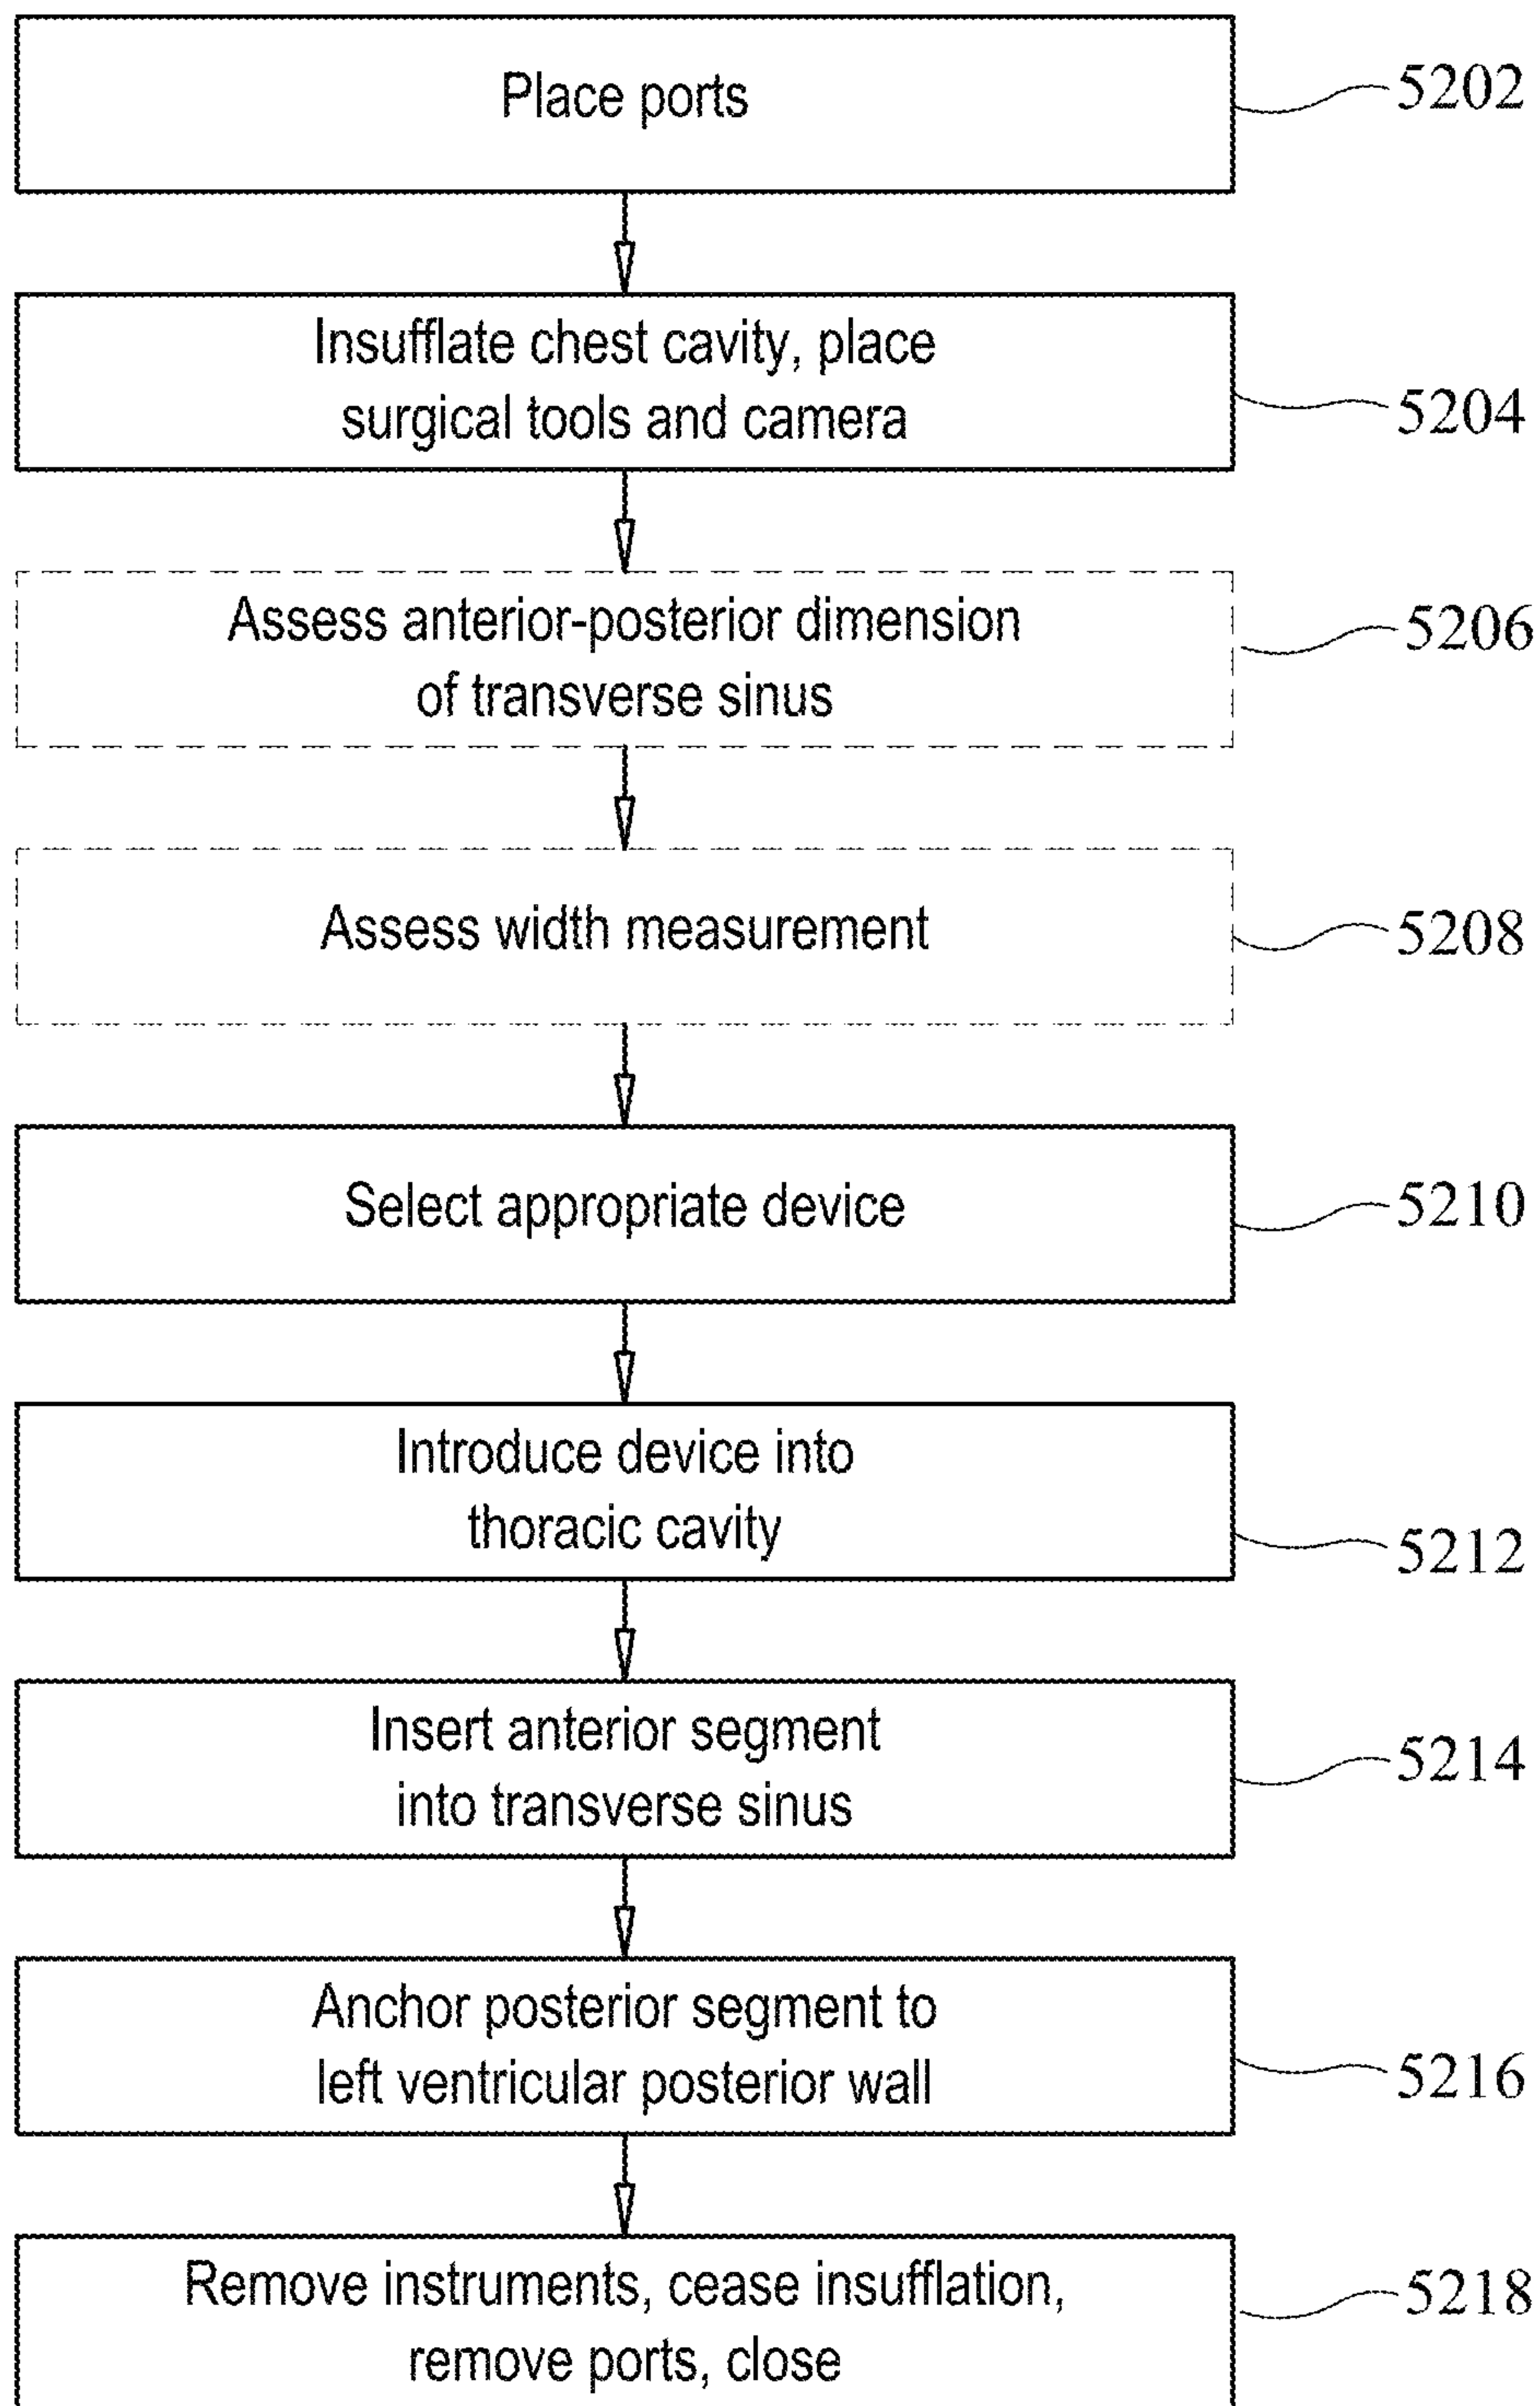 Place ports
5202
Insufflate chest cavity, place
surgical tools and camera
5204
Assess anterior-posterior dimension
of transverse sinus
5206
Assess width measurement
5208
Select appropriate device
5210
Introduce device into
thoracic cavity
5212
Insert anterior segment
into transverse sinus
5214
Anchor posterior segment to
left ventricular posterior wall
5216
Remove instruments, cease insufflation,
remove ports, close
5218